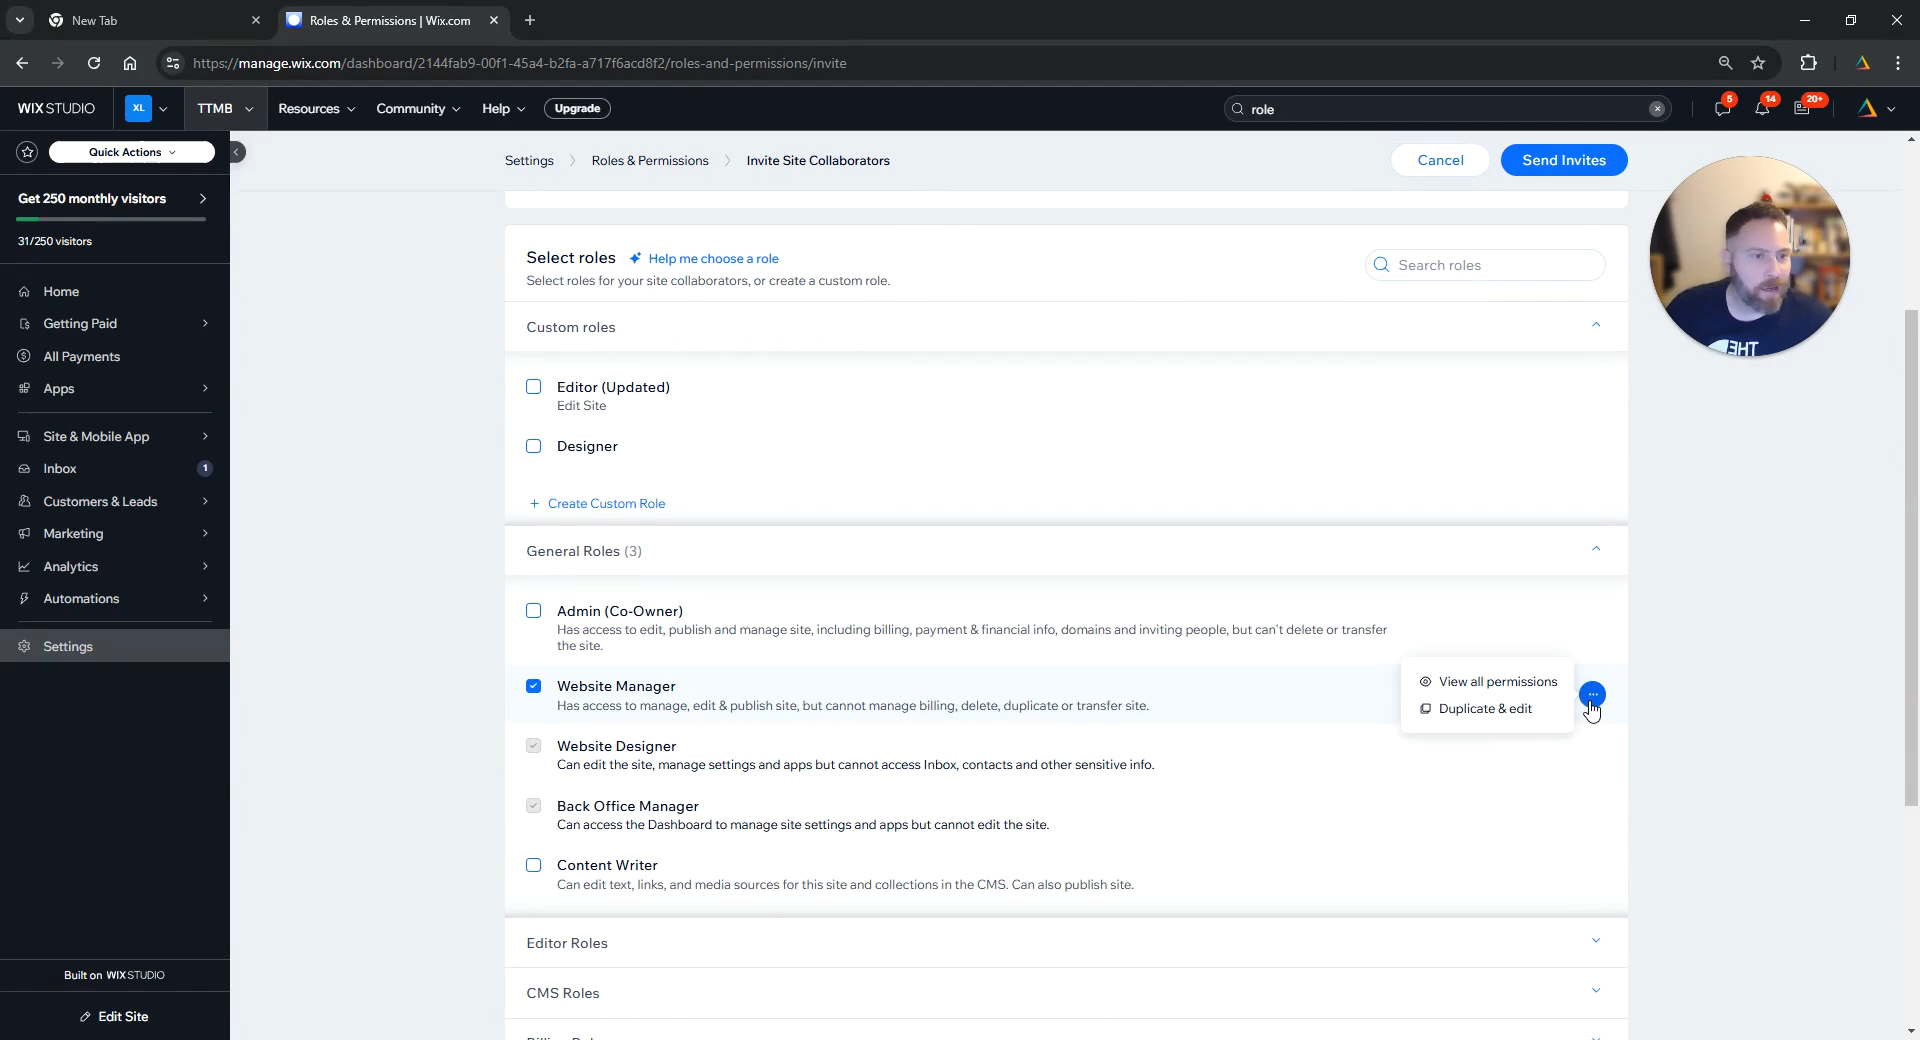 New Tab
Roles & Permissions | Wix.com
https://manage.wix.com/dashboard/2144fab9-00f1-45a4-b2fa-a717f6acd8f2/roles-and-permissions/invite
WIX STUDIO
XL
TTMB
Resources
Community
Help
Upgrade
role
5
14
20+
Quick Actions
Settings
Roles & Permissions
Invite Site Collaborators
Cancel
Send Invites
Get 250 monthly visitors
31/250 visitors
Home
Getting Paid
All Payments
Apps
Site & Mobile App
Inbox
1
Customers & Leads
Marketing
Analytics
Automations
Settings
Built on WIX STUDIO
Edit Site
Select roles
Help me choose a role
Select roles for your site collaborators, or create a custom role.
Search roles
Custom roles
Editor (Updated)
Edit Site
Designer
+ Create Custom Role
General Roles (3)
Admin (Co-Owner)
Has access to edit, publish and manage site, including billing, payment & financial info, domains and inviting people, but can't delete or transfer
the site.
Website Manager
Has access to manage, edit & publish site, but cannot manage billing, delete, duplicate or transfer site.
View all permissions
Duplicate & edit
Website Designer
Can edit the site, manage settings and apps but cannot access Inbox, contacts and other sensitive info.
Back Office Manager
Can access the Dashboard to manage site settings and apps but cannot edit the site.
Content Writer
Can edit text, links, and media sources for this site and collections in the CMS. Can also publish site.
Editor Roles
CMS Roles
THE